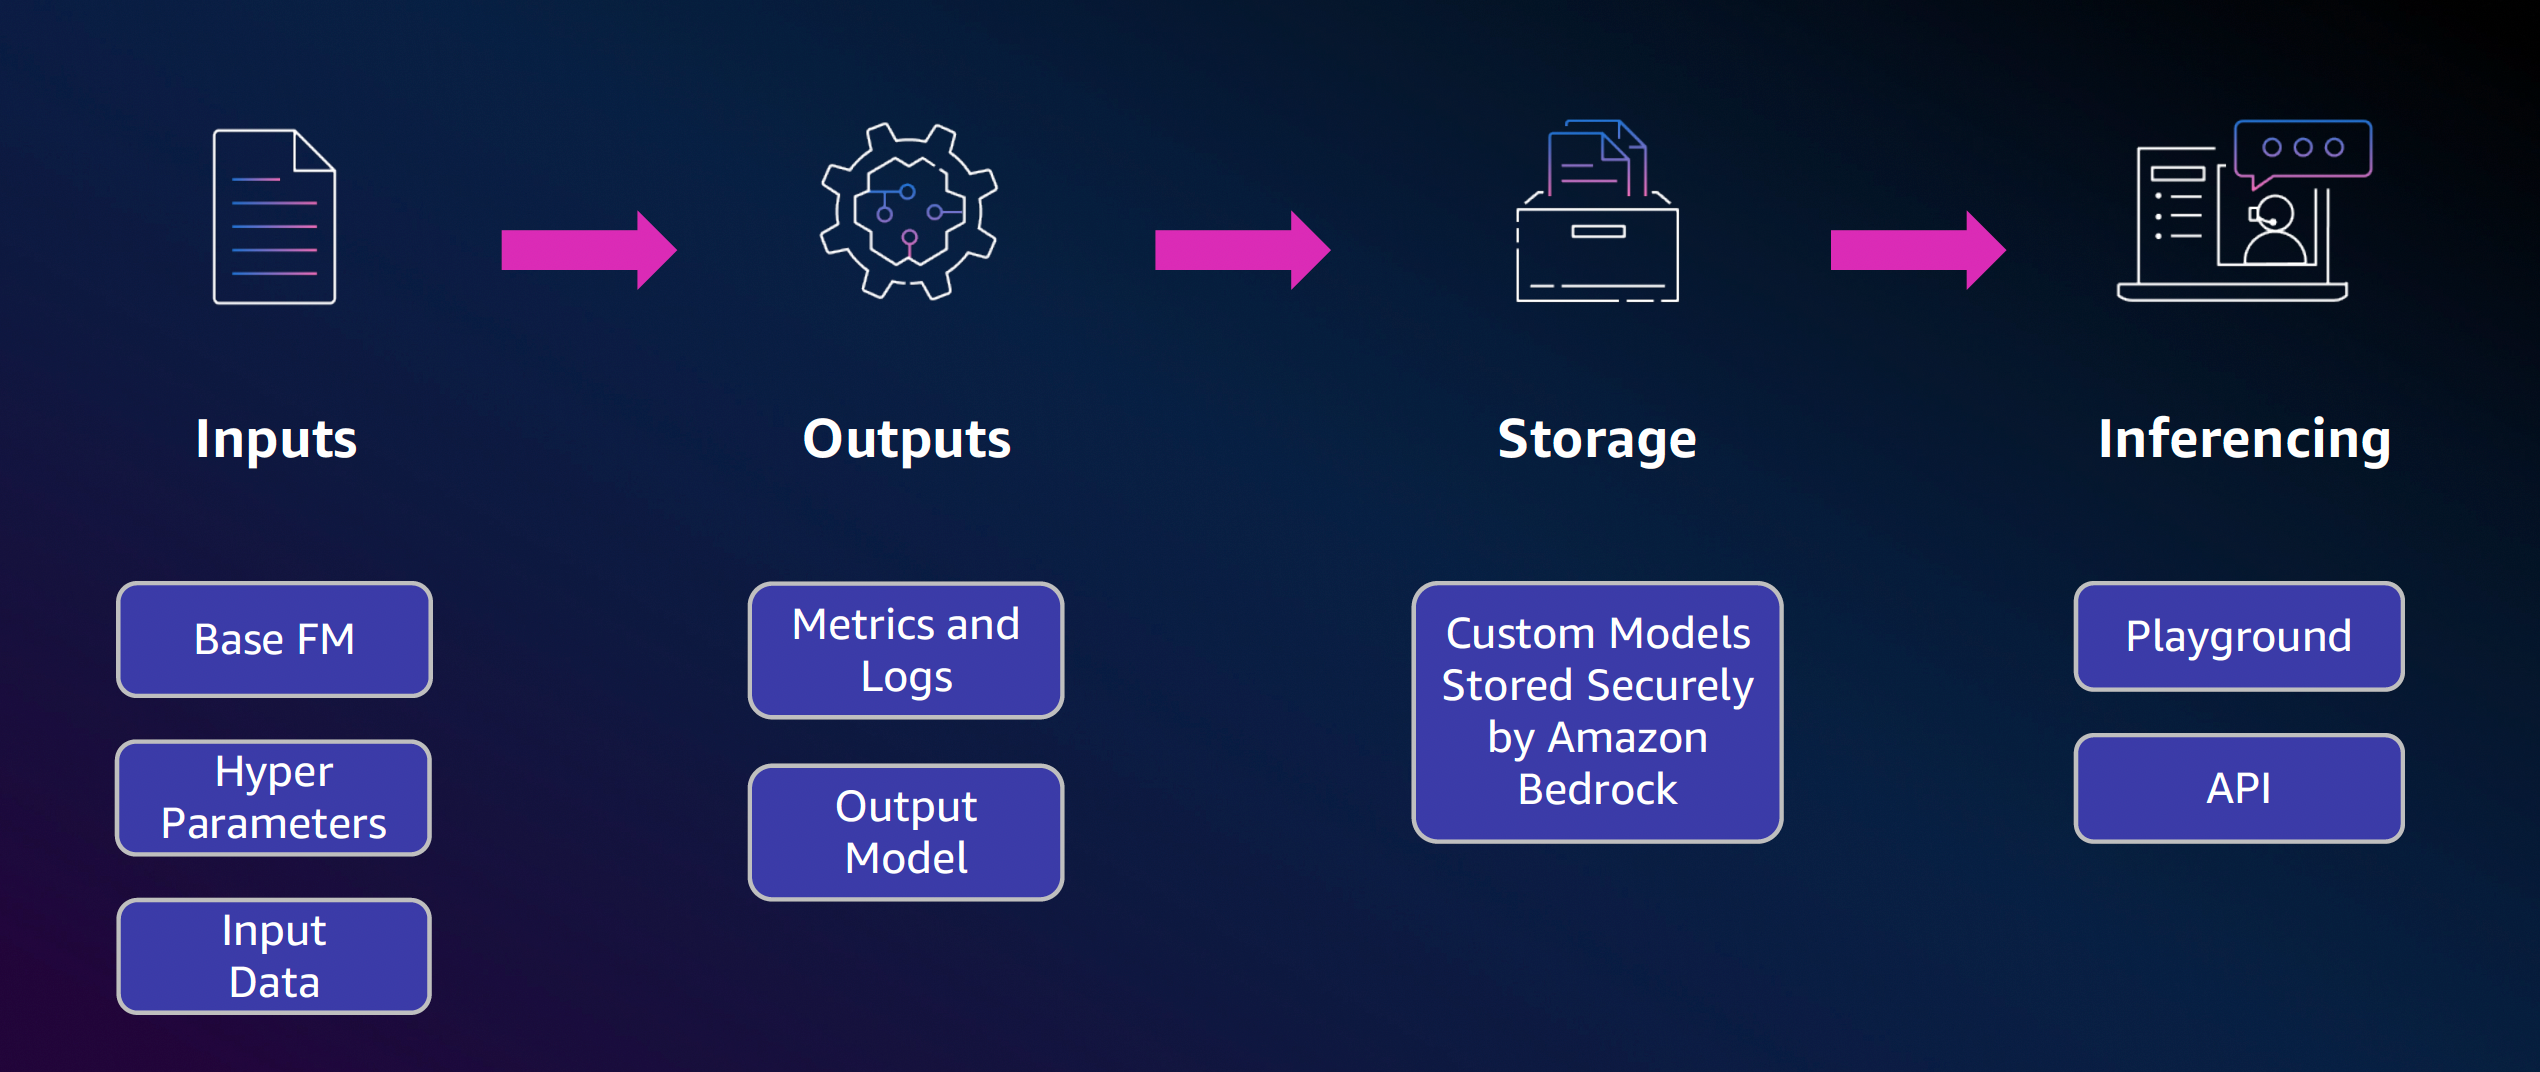 Inputs
Outputs
Storage
Inferencing
Base FM
Hyper
Parameters
Input
Data
Metrics and
Logs
Output
Model
Custom Models
Stored Securely
by Amazon
Bedrock
Playground
API